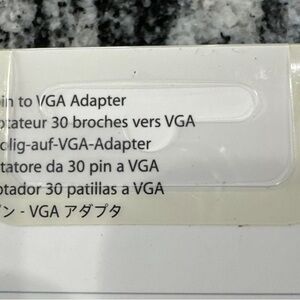 in to VGA Adapter
ptateur 30 broches vers VGA
olig-auf-VGA-Adapter
tatore da 30 pin a VGA
ptador 30 patillas a VGA
ン - VGA アダプタ